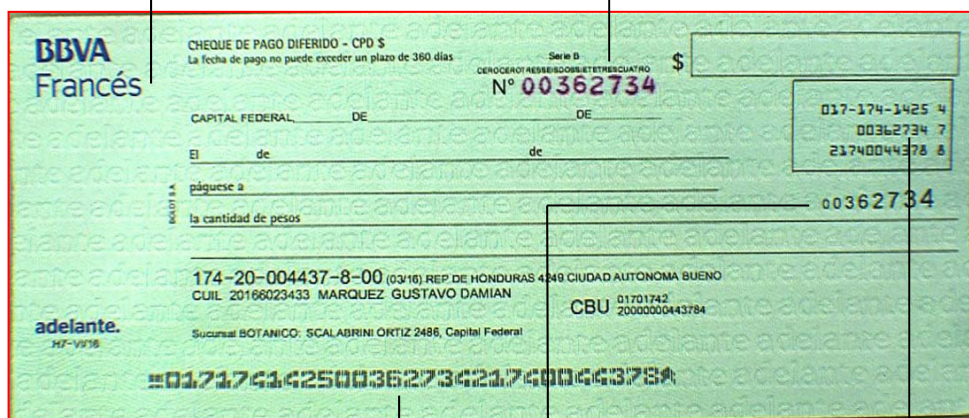 BBVA
Francés
CHEQUE DE PAGO DIFERIDO - CPD $
La fecha de pago no puede exceder un plazo de 360 días
Serie D
CEROCEROTRESSEISDOSSIETETRESCUATRO
Nº 00362734
$
CAPITAL FEDERAL, DE DE
017-174-1425 4
00362734 7
21740044378 8
El de de
páguese a
00362734
la cantidad de pesos
BOLDT S.A.
174-20-004437-8-00 (03/16) REP DE HONDURAS 4249 CIUDAD AUTONOMA BUENO
CUIL 20166023433 MARQUEZ GUSTAVO DAMIAN
CBU 01701742
20000000443784
adelante.
Sucursal BOTANICO: SCALABRINI ORTIZ 2486, Capital Federal
017174142500362734217400443788